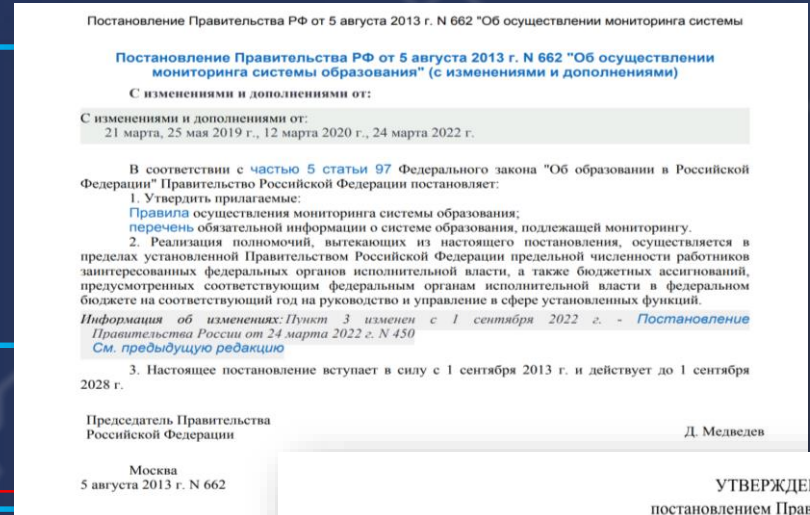 Постановление Правительства РФ от 5 августа 2013 г. N 662 "Об осуществлении мониторинга системы
Постановление Правительства РФ от 5 августа 2013 г. N 662 "Об осуществлении
мониторинга системы образования" (с изменениями и дополнениями)
С изменениями и дополнениями от:
С изменениями и дополнениями от:
21 марта, 25 мая 2019 г., 12 марта 2020 г., 24 марта 2022 г.
В соответствии с частью 5 статьи 97 Федерального закона "Об образовании в Российской
Федерации" Правительство Российской Федерации постановляет:
1. Утвердить прилагаемые:
Правила осуществления мониторинга системы образования;
перечень обязательной информации о системе образования, подлежащей мониторингу.
2. Реализация полномочий, вытекающих из настоящего постановления, осуществляется в
пределах установленной Правительством Российской Федерации предельной численности работников
заинтересованных федеральных органов исполнительной власти, а также бюджетных ассигнований,
предусмотренных соответствующим федеральным органам исполнительной власти в федеральном
бюджете на соответствующий год на руководство и управление в сфере установленных функций.
Информация об изменениях: Пункт 3 изменен с 1 сентября 2022 г. - Постановление
Правительства России от 24 марта 2022 г. N 450
См. предыдущую редакцию
3. Настоящее постановление вступает в силу с 1 сентября 2013 г. и действует до 1 сентября
2028 г.
Председатель Правительства
Российской Федерации
Д. Медведев
Москва
5 августа 2013 г. N 662
УТВЕРЖДЕ
постановлением Прав